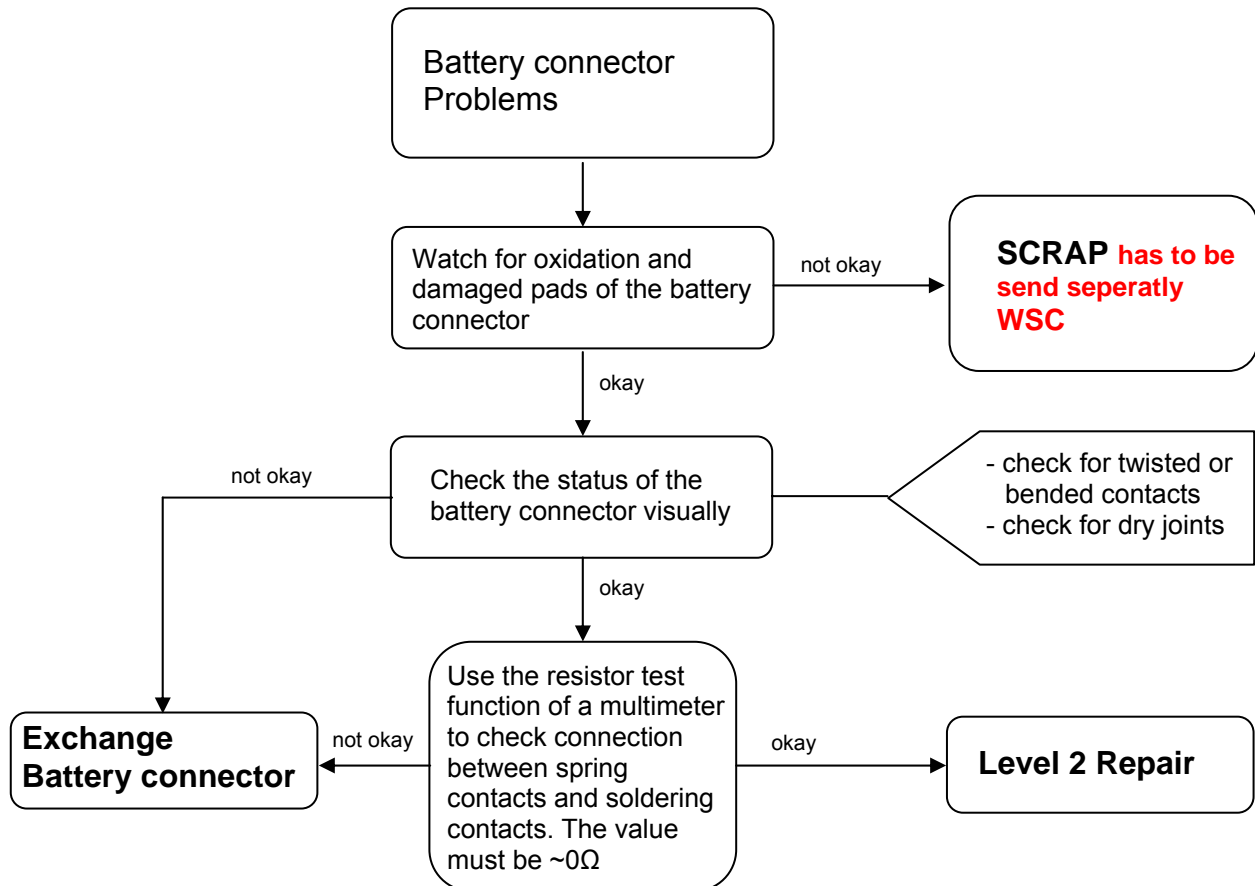 Battery connector
Problems
Watch for oxidation and
damaged pads of the battery
connector
not okay
SCRAP has to be
send seperatly
WSC
okay
not okay
Check the status of the
battery connector visually
- check for twisted or
bended contacts
- check for dry joints
okay
Use the resistor test
function of a multimeter
to check connection
between spring
contacts and soldering
contacts. The value
must be ~0Ω
not okay
Exchange
Battery connector
okay
Level 2 Repair